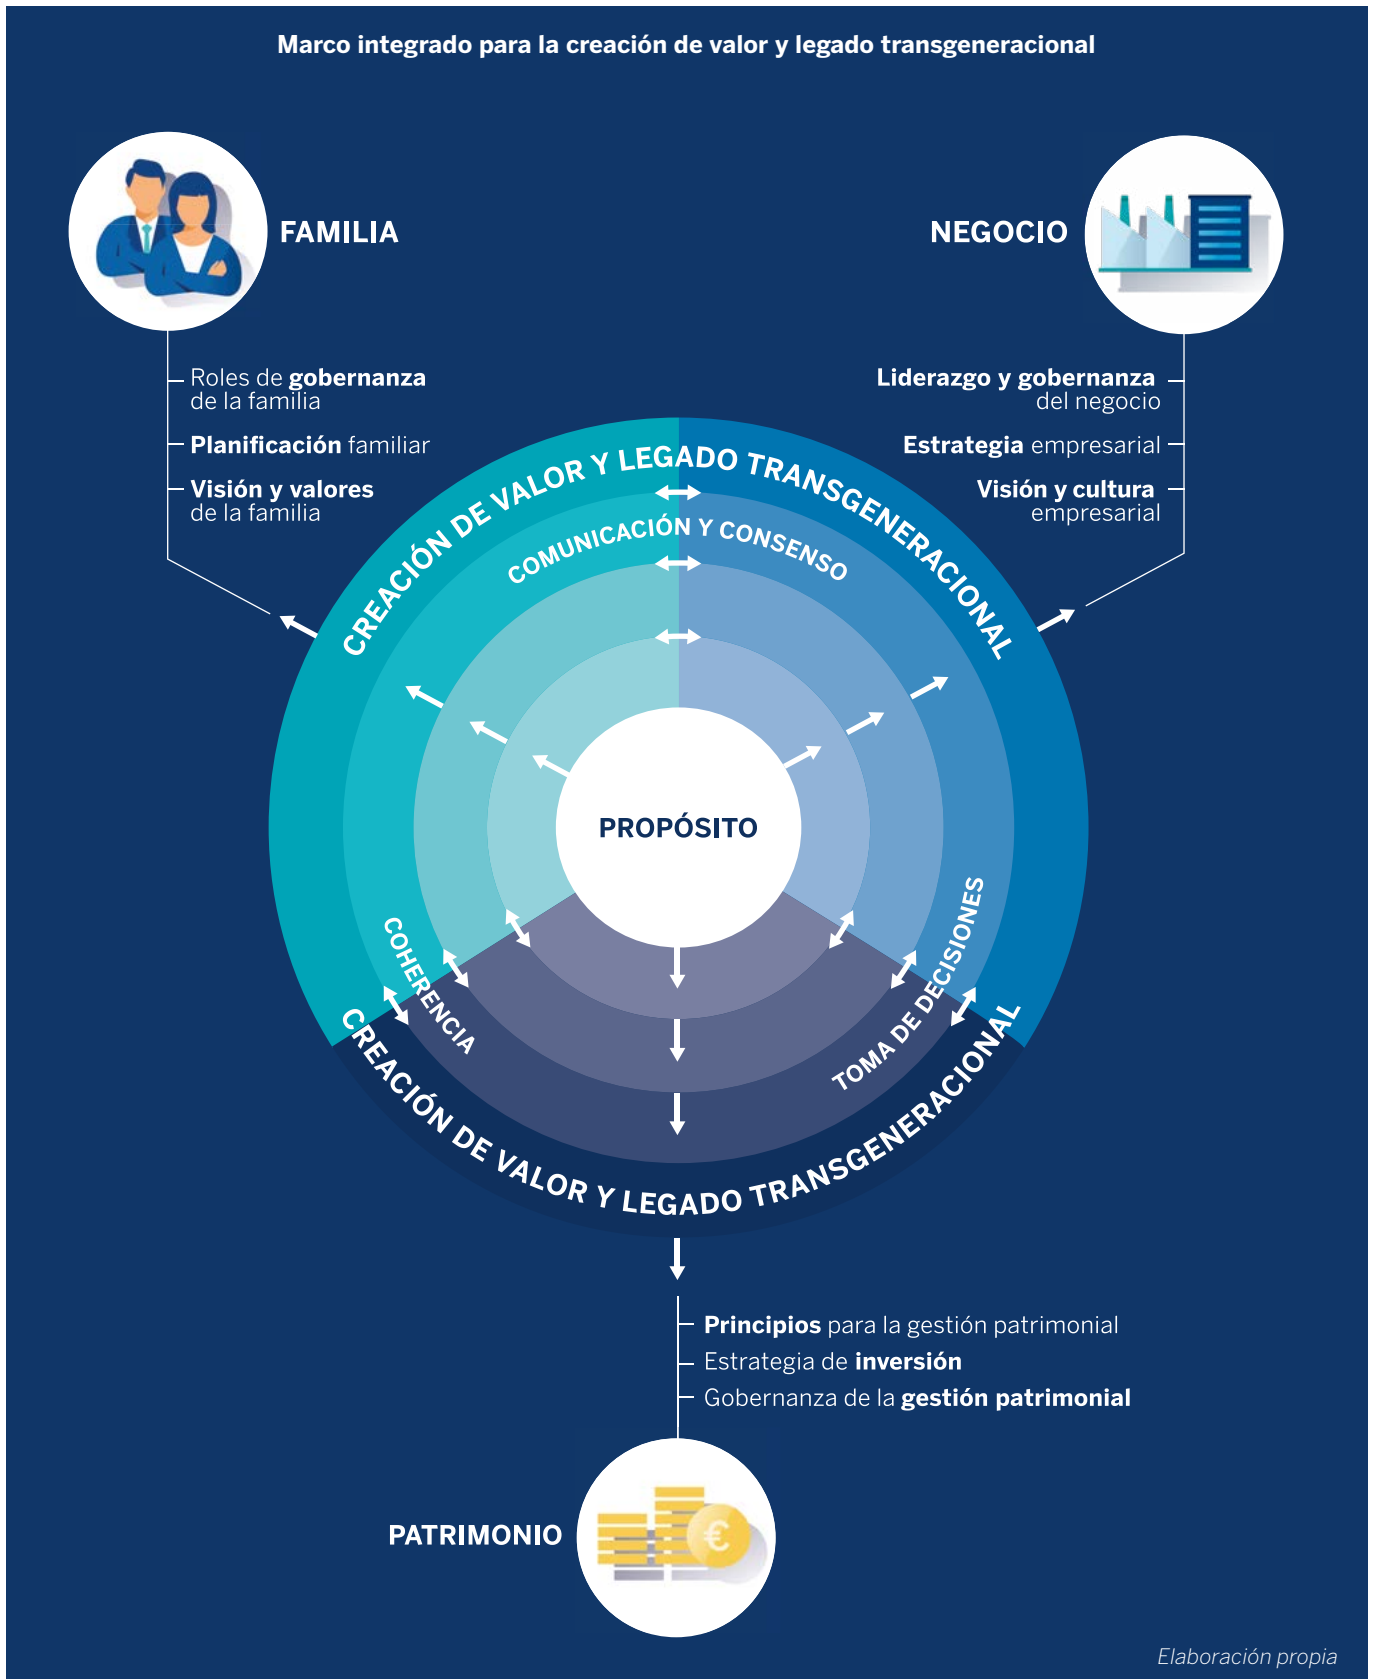 Marco integrado para la creación de valor y legado transgeneracional
FAMILIA
Roles de gobernanza
de la familia
Planificación familiar
Visión y valores
de la familia
NEGOCIO
Liderazgo y gobernanza
del negocio
Estrategia empresarial
Visión y cultura
empresarial
CREACIÓN DE VALOR Y LEGADO TRANSGENERACIONAL
COMUNICACIÓN Y CONSENSO
PROPÓSITO
COHERENCIA
TOMA DE DECISIONES
CREACIÓN DE VALOR Y LEGADO TRANSGENERACIONAL
Principios para la gestión patrimonial
Estrategia de inversión
Gobernanza de la gestión patrimonial
PATRIMONIO
€
Elaboración propia